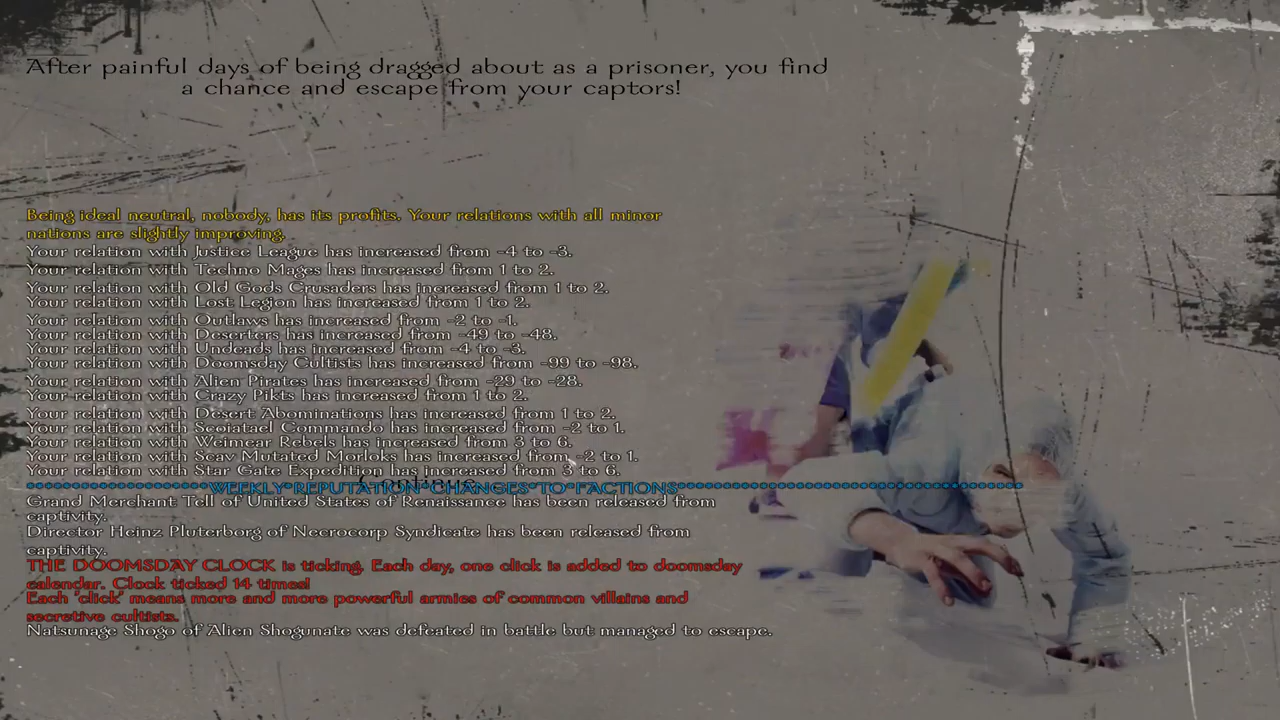 After painful days of being dragged about as a prisoner, you find
a chance and escape from your captors!
Being ideal neutral, nobody, has its profits. Your relations with all minor
nations are slightly improving.
Your relation with Justice League has increased from -4 to -3.
Your relation with Techno Mages has increased from 1 to 2.
Your relation with Old Gods Crusaders has increased from 1 to 2.
Your relation with Lost Legion has increased from 1 to 2.
Your relation with Outlaws has increased from -2 to -1.
Your relation with Deserters has increased from -49 to -48.
Your relation with Undeads has increased from -4 to -3.
Your relation with Doomsday Cultists has increased from -99 to -98.
Your relation with Alien Pirates has increased from -29 to -28.
Your relation with Crazy Pikts has increased from 1 to 2.
Your relation with Desert Abominations has increased from 1 to 2.
Your relation with Scoiatael Commando has increased from -2 to 1.
Your relation with Weimear Rebels has increased from 3 to 6.
Your relation with Scav Mutated Morloks has increased from -2 to 1.
Your relation with Star Gate Expedition has increased from 3 to 6.
Continue...
********************WEEKLY*REPUTATION*CHANGES*TO*FACTIONS**************************************
Grand Merchant Tell of United States of Renaissance has been released from
captivity.
Director Heinz Pluterborg of Necrocorp Syndicate has been released from
captivity.
THE DOOMSDAY CLOCK is ticking. Each day, one click is added to doomsday
calendar. Clock ticked 14 times!
Each 'click' means more and more powerful armies of common villains and
secretive cultists.
Natsunage Shogo of Alien Shogunate was defeated in battle but managed to escape.